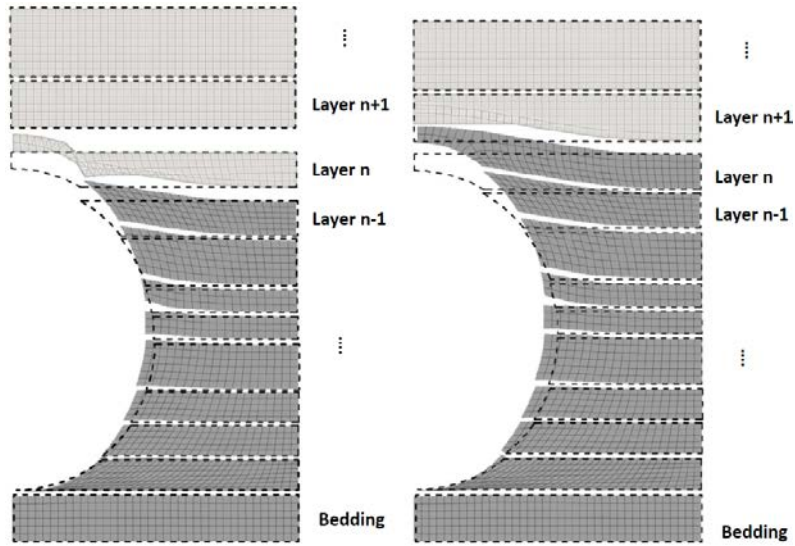 ⋮
Layer n+1
Layer n
Layer n-1
⋮
Bedding
⋮
Layer n+1
Layer n
Layer n-1
⋮
Bedding